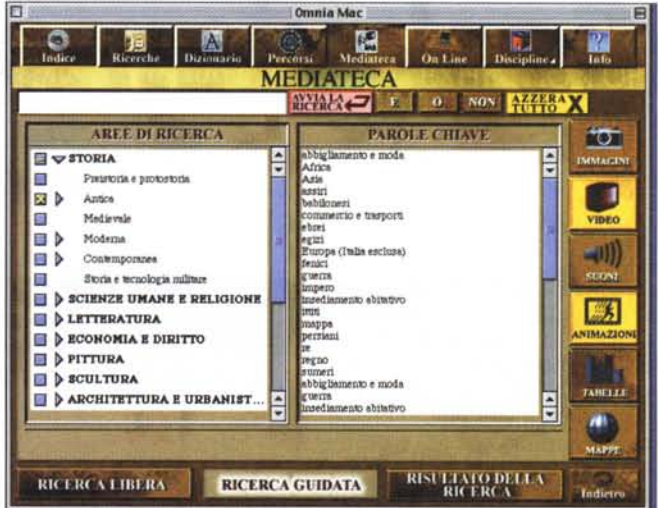 Omnia Mac
Indice Ricerche Dizionario Percorsi Mediateca On Line Discipline Info
MEDIATECA
AVVIA LA RICERCA E O NON AZZERA TUTTO X
AREE DI RICERCA
STORIA
Preistoria e protostoria
Antica
Medievale
Moderna
Contemporanea
Storia e tecnologia militare
SCIENZE UMANE E RELIGIONE
LETTERATURA
ECONOMIA E DIRITTO
PITTURA
SCULTURA
ARCHITETTURA E URBANIST...
PAROLE CHIAVE
abbigliamento e moda
Africa
Asia
assiri
babilonesi
commercio e trasporti
ebrei
egizi
Europa (Italia esclusa)
fenici
guerra
impero
insediamento abitativo
ittiti
mappa
persiani
re
regno
sumeri
abbigliamento e moda
guerra
insediamento abitativo
IMMAGINI
VIDEO
SUONI
ANIMAZIONI
TABELLE
MAPPE
RICERCA LIBERA RICERCA GUIDATA RISULTATO DELLA RICERCA Indietro